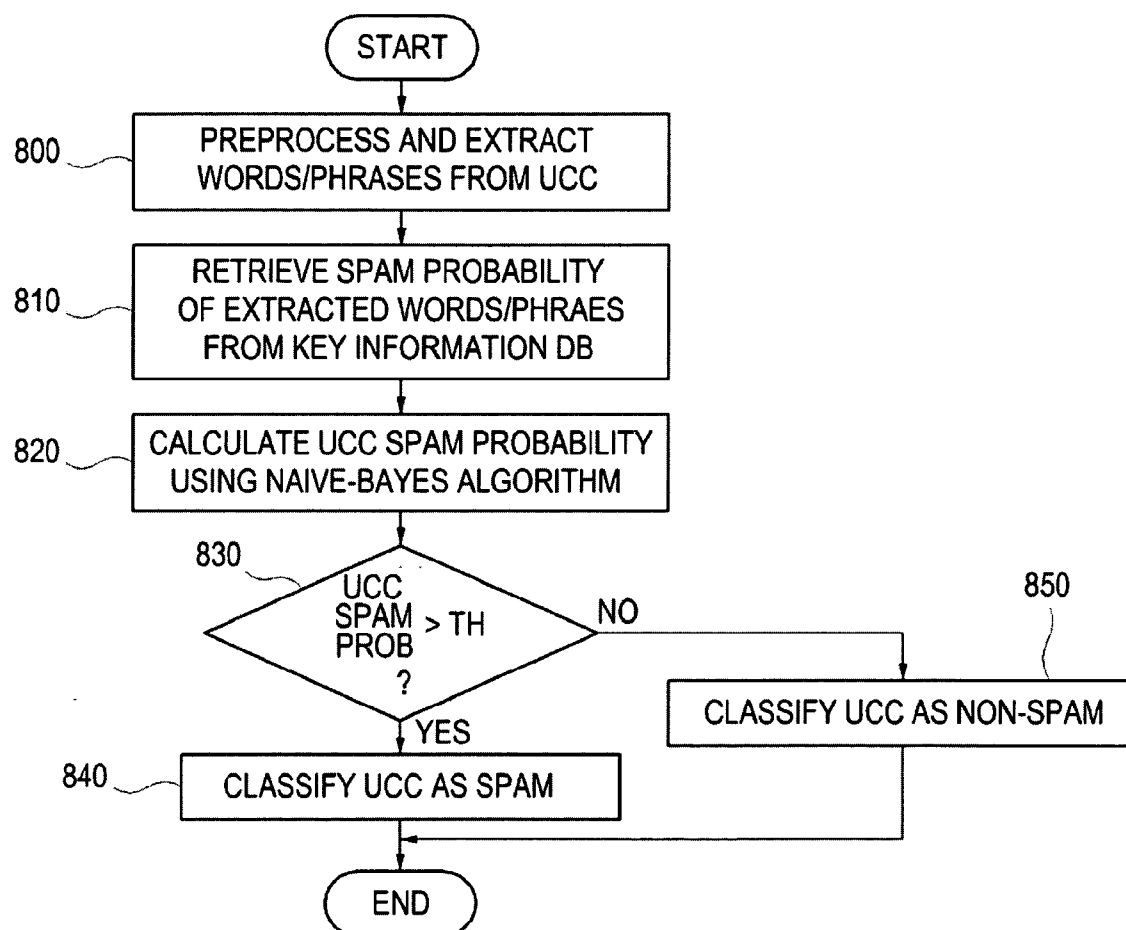 START
800
PREPROCESS AND EXTRACT
WORDS/PHRASES FROM UCC
810
RETRIEVE SPAM PROBABILITY
OF EXTRACTED WORDS/PHRAES
FROM KEY INFORMATION DB
820
CALCULATE UCC SPAM PROBABILITY
USING NAIVE-BAYES ALGORITHM
830
UCC
SPAM
PROB
> TH
?
NO
YES
850
CLASSIFY UCC AS NON-SPAM
840
CLASSIFY UCC AS SPAM
END